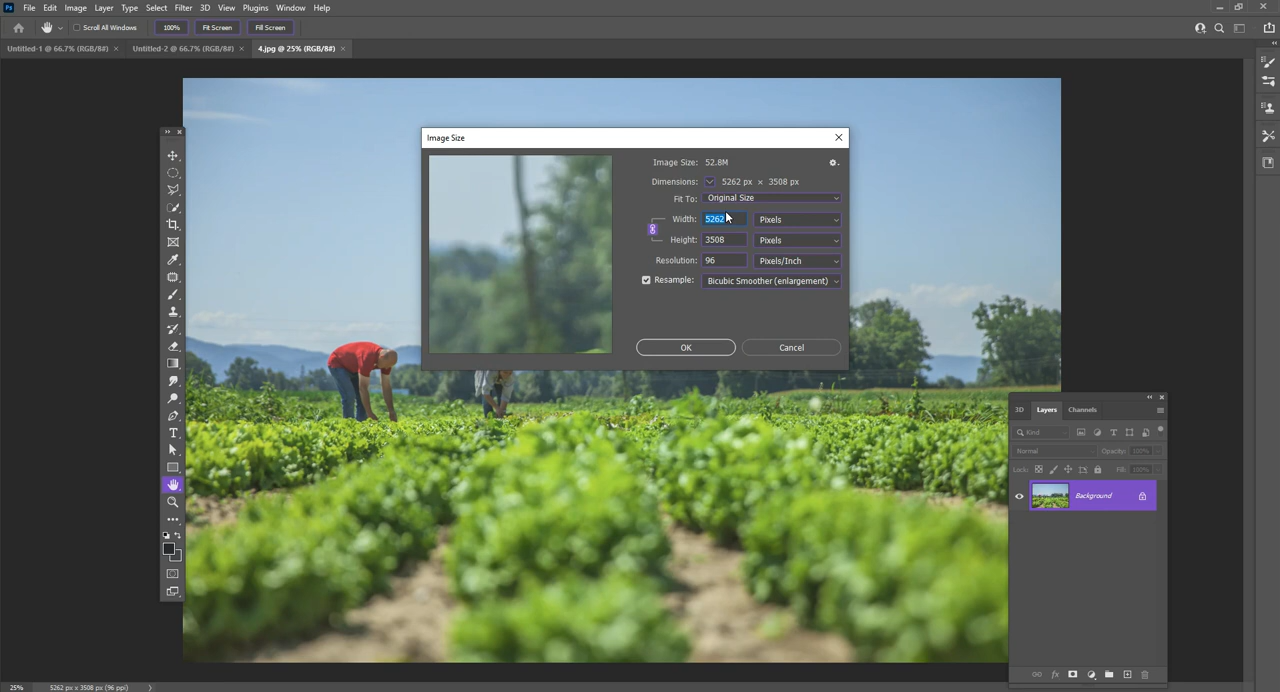 Ps File Edit Image Layer Type Select Filter 3D View Plugins Window Help
Scroll All Windows 100% Fit Screen Fill Screen
Untitled-1 @ 66.7% (RGB/8#) × Untitled-2 @ 66.7% (RGB/8#) × 4.jpg @ 25% (RGB/8#) ×
Image Size
Image Size: 52.8M
Dimensions: 5262 px × 3508 px
Fit To: Original Size
Width: 5262 Pixels
Height: 3508 Pixels
Resolution: 96 Pixels/Inch
Resample: Bicubic Smoother (enlargement)
OK Cancel
3D Layers Channels
Kind
Normal Opacity: 100%
Lock: Fill: 100%
Background
25% 5262 px x 3508 px (96 ppi)